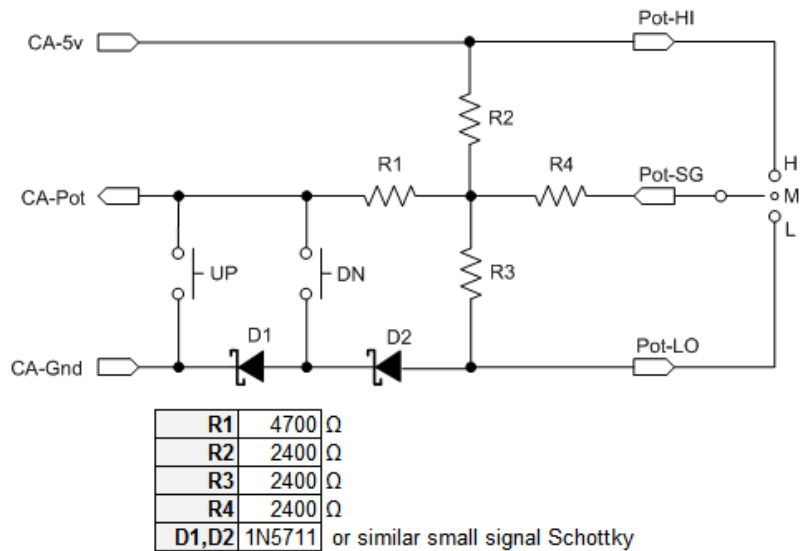 CA-5v
Pot-HI
R2
R1
R4
Pot-SG
H
CA-Pot
M
L
UP
DN
R3
D1
D2
Pot-LO
CA-Gnd
R1 4700 Ω
R2 2400 Ω
R3 2400 Ω
R4 2400 Ω
D1,D2 1N5711 or similar small signal Schottky